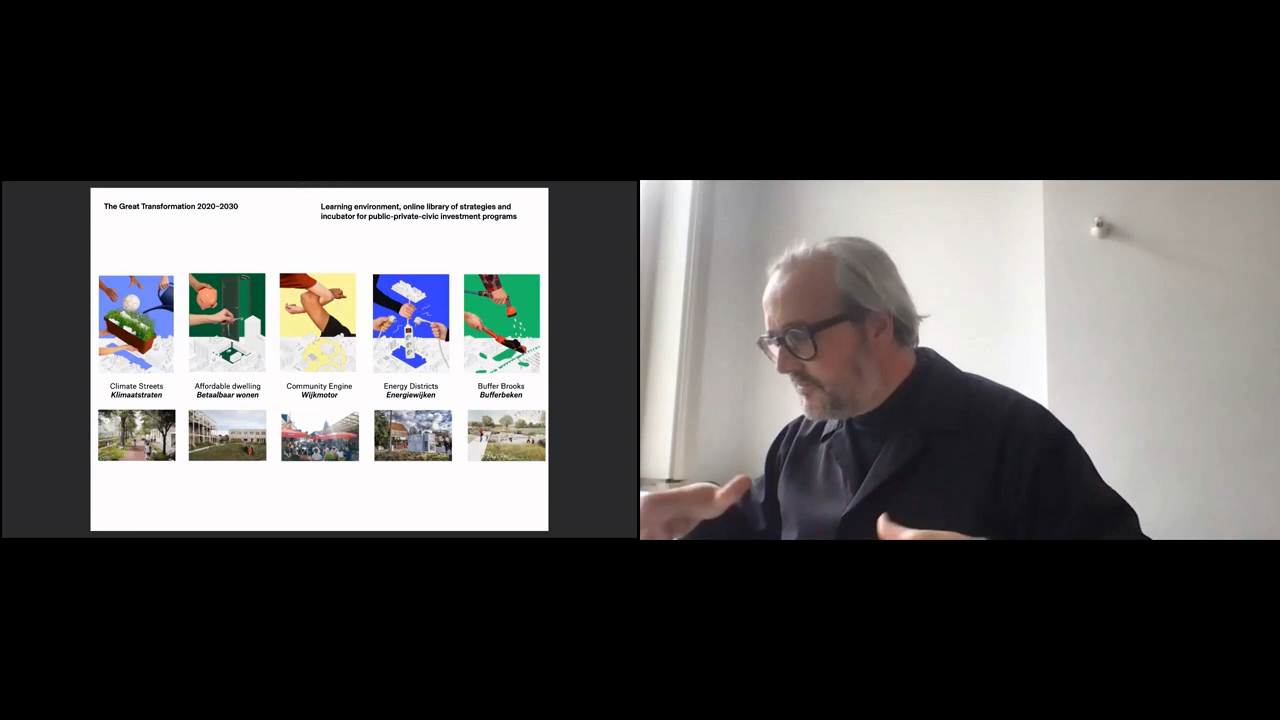 The Great Transformation 2020–2030
Learning environment, online library of strategies and
incubator for public-private-civic investment programs
Climate Streets
Klimaatstraten
Affordable dwelling
Betaalbaar wonen
Community Engine
Wijkmotor
Energy Districts
Energiewijken
Buffer Brooks
Bufferbeken